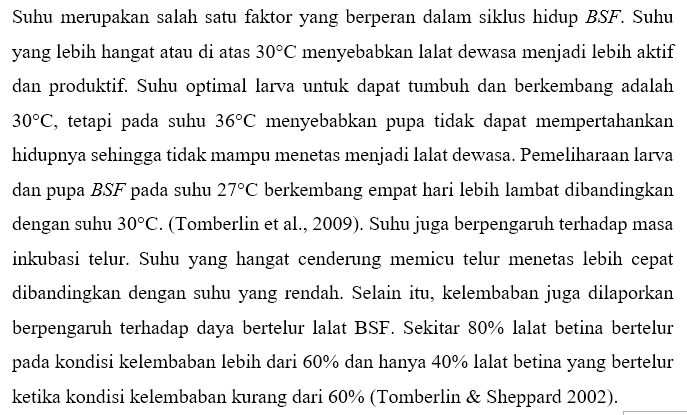 Suhu merupakan salah satu faktor yang berperan dalam siklus hidup BSF. Suhu
yang lebih hangat atau di atas 30°C menyebabkan lalat dewasa menjadi lebih aktif
dan produktif. Suhu optimal larva untuk dapat tumbuh dan berkembang adalah
30°C, tetapi pada suhu 36°C menyebabkan pupa tidak dapat mempertahankan
hidupnya sehingga tidak mampu menetas menjadi lalat dewasa. Pemeliharaan larva
dan pupa BSF pada suhu 27°C berkembang empat hari lebih lambat dibandingkan
dengan suhu 30°C. (Tomberlin et al., 2009). Suhu juga berpengaruh terhadap masa
inkubasi telur. Suhu yang hangat cenderung memicu telur menetas lebih cepat
dibandingkan dengan suhu yang rendah. Selain itu, kelembaban juga dilaporkan
berpengaruh terhadap daya bertelur lalat BSF. Sekitar 80% lalat betina bertelur
pada kondisi kelembaban lebih dari 60% dan hanya 40% lalat betina yang bertelur
ketika kondisi kelembaban kurang dari 60% (Tomberlin & Sheppard 2002).